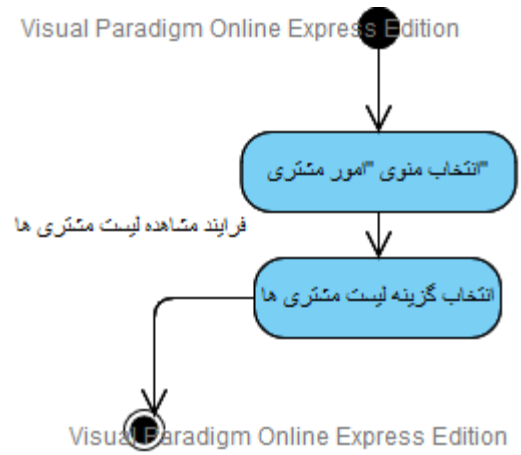 Visual Paradigm Online Express Edition
انتخاب منوی "امور مشتری"
فرایند مشاهده لیست مشتری ها
انتخاب گزینه لیست مشتری ها
Visual Paradigm Online Express Edition